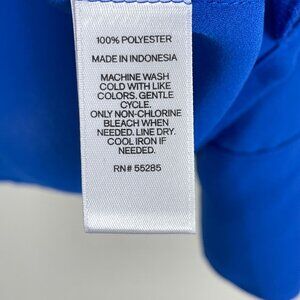 100% POLYESTER
MADE IN INDONESIA
MACHINE WASH
COLD WITH LIKE
COLORS. GENTLE
CYCLE.
ONLY NON-CHLORINE
BLEACH WHEN
NEEDED. LINE DRY.
COOL IRON IF
NEEDED.
RN# 55285